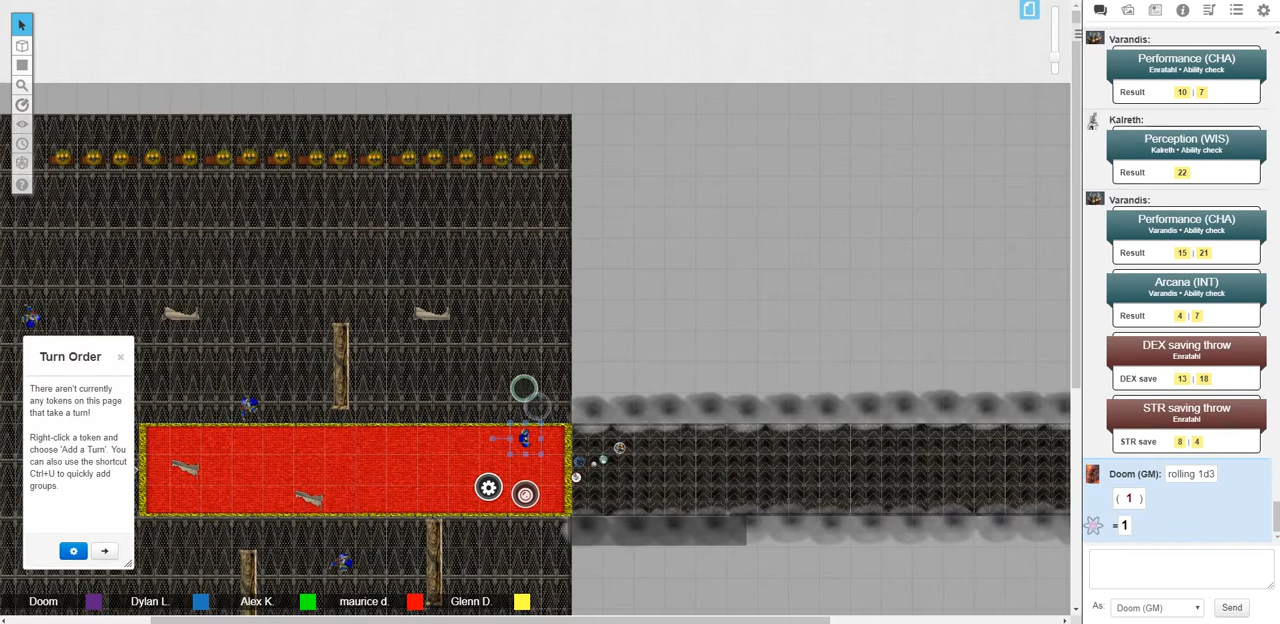 Varandis:
Performance (CHA)
Enratahl • Ability check
Result 10 | 7
Kalreth:
Perception (WIS)
Kalreth • Ability check
Result 22
Varandis:
Performance (CHA)
Varandis • Ability check
Result 15 | 21
Arcana (INT)
Varandis • Ability check
Result 4 | 7
DEX saving throw
Enratahl
DEX save 13 | 18
STR saving throw
Enratahl
STR save 8 | 4
Doom (GM): rolling 1d3
( 1 )
= 1
As: Doom (GM) Send
Turn Order ×
There aren't currently
any tokens on this page
that take a turn!
Right-click a token and
choose 'Add a Turn'. You
can also use the shortcut
Ctrl+U to quickly add
groups.
Doom Dylan L. Alex K. maurice d. Glenn D.